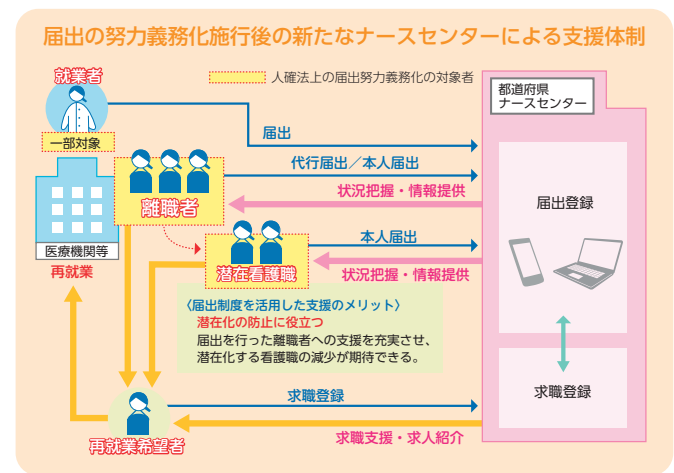 届出の努力義務化施行後の新たなナースセンターによる支援体制
就業者
人確法上の届出努力義務化の対象者
都道府県
ナースセンター
一部対象
届出
代行届出／本人届出
状況把握・情報提供
離職者
届出登録
医療機関等
再就業
本人届出
潜在看護職
状況把握・情報提供
〈届出制度を活用した支援のメリット〉
潜在化の防止に役立つ
届出を行った離職者への支援を充実させ、
潜在化する看護職の減少が期待できる。
求職登録
求職登録
再就業希望者
求職支援・求人紹介